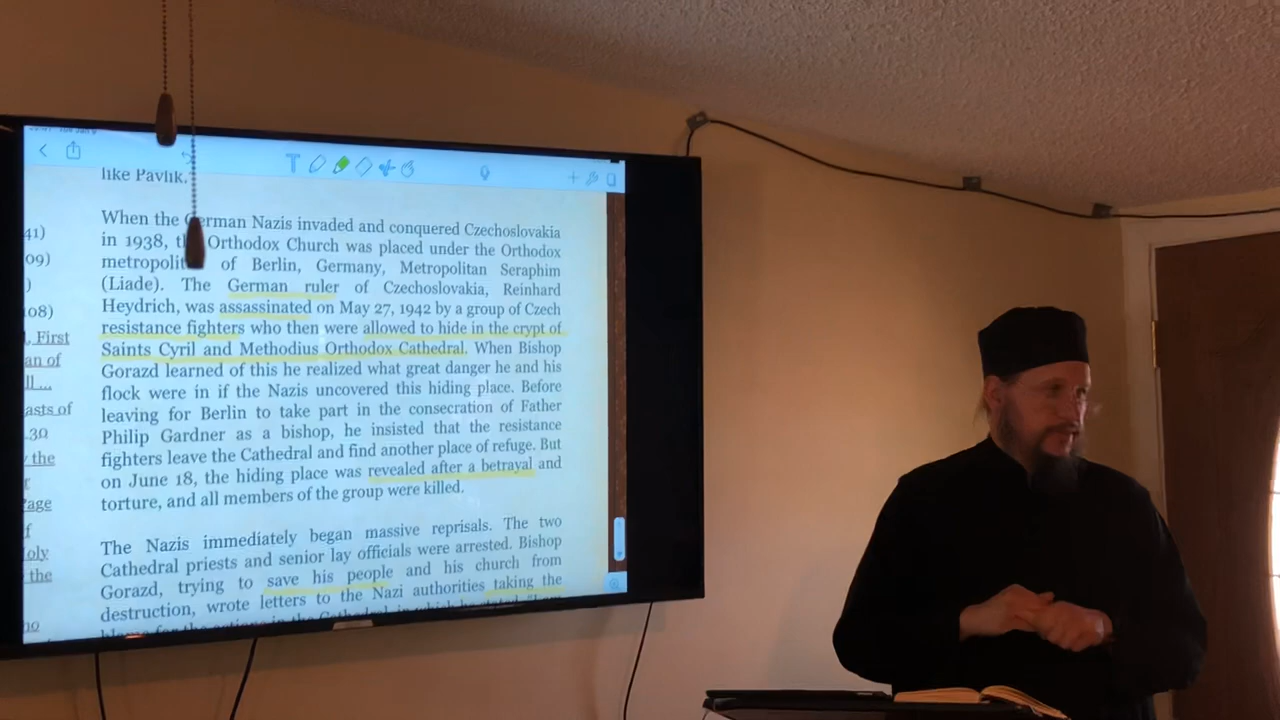 like Pavlik.
When the German Nazis invaded and conquered Czechoslovakia
in 1938, the Orthodox Church was placed under the Orthodox
metropolit of Berlin, Germany, Metropolitan Seraphim
(Liade). The German ruler of Czechoslovakia, Reinhard
Heydrich, was assassinated on May 27, 1942 by a group of Czech
resistance fighters who then were allowed to hide in the crypt of
Saints Cyril and Methodius Orthodox Cathedral. When Bishop
Gorazd learned of this he realized what great danger he and his
flock were in if the Nazis uncovered this hiding place. Before
leaving for Berlin to take part in the consecration of Father
Philip Gardner as a bishop, he insisted that the resistance
fighters leave the Cathedral and find another place of refuge. But
on June 18, the hiding place was revealed after a betrayal and
torture, and all members of the group were killed.
The Nazis immediately began massive reprisals. The two
Cathedral priests and senior lay officials were arrested. Bishop
Gorazd, trying to save his people and his church from
destruction, wrote letters to the Nazi authorities taking the
41)
09)
)
08)
, First
an of
ll ...
asts of
30
the
r
age
f
oly
the